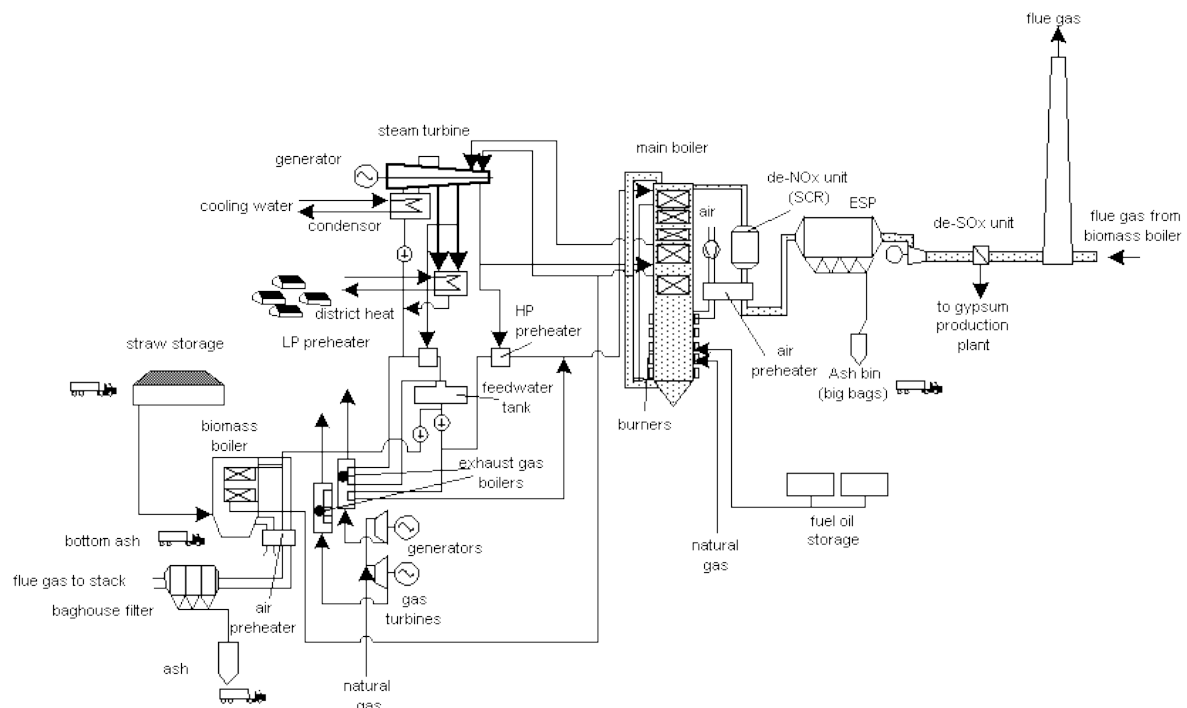 flue gas
steam turbine
main boiler
generator
de-NOx unit
(SCR)
ESP
air
de-SOx unit
cooling water
condensor
flue gas from
biomass boiler
district heat
HP
preheater
LP preheater
to gypsum
production
plant
straw storage
air
preheater
Ash bin
(big bags)
feedwater
tank
burners
biomass
boiler
exhaust gas
boilers
fuel oil
storage
bottom ash
generators
natural
gas
flue gas to stack
baghouse filter
air
preheater
gas
turbines
ash
natural
gas